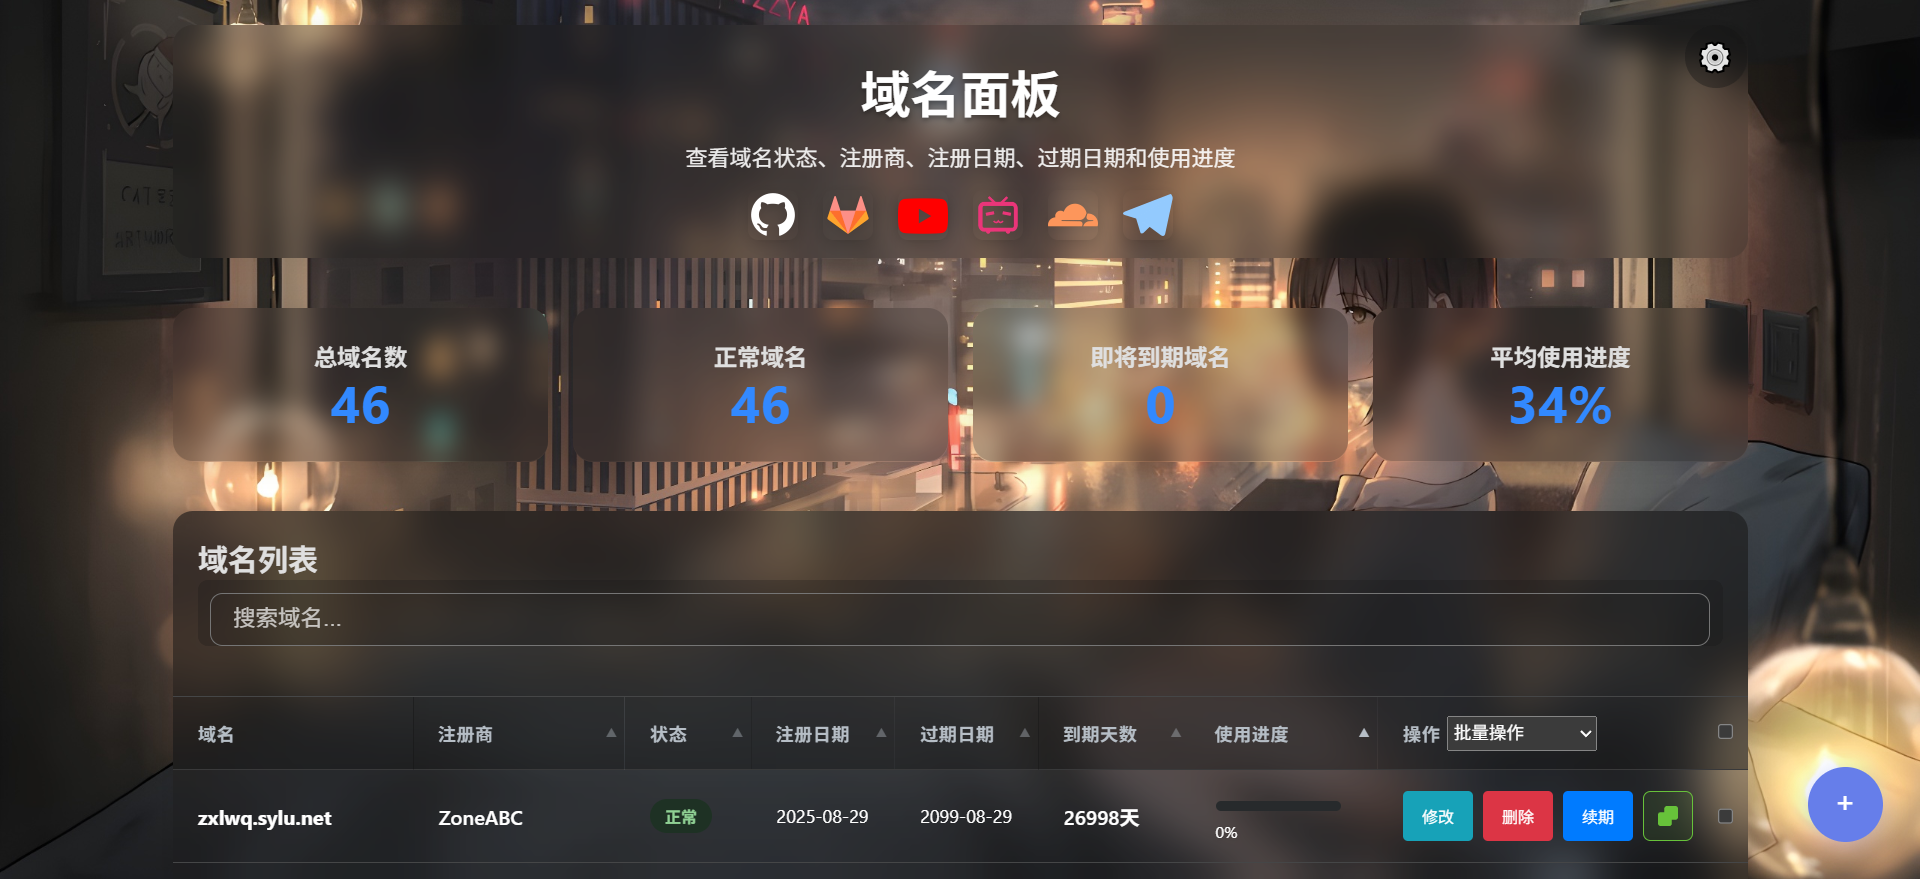 域名面板
查看域名状态、注册商、注册日期、过期日期和使用进度
总域名数
46
正常域名
46
即将到期域名
0
平均使用进度
34%
域名列表
搜索域名...
域名 注册商 ▲ 状态 ▲ 注册日期 ▲ 过期日期 ▲ 到期天数 ▲ 使用进度 ▲ 操作 批量操作
zxlwq.sylu.net ZoneABC 正常 2025-08-29 2099-08-29 26998天 0% 修改 删除 续期
+